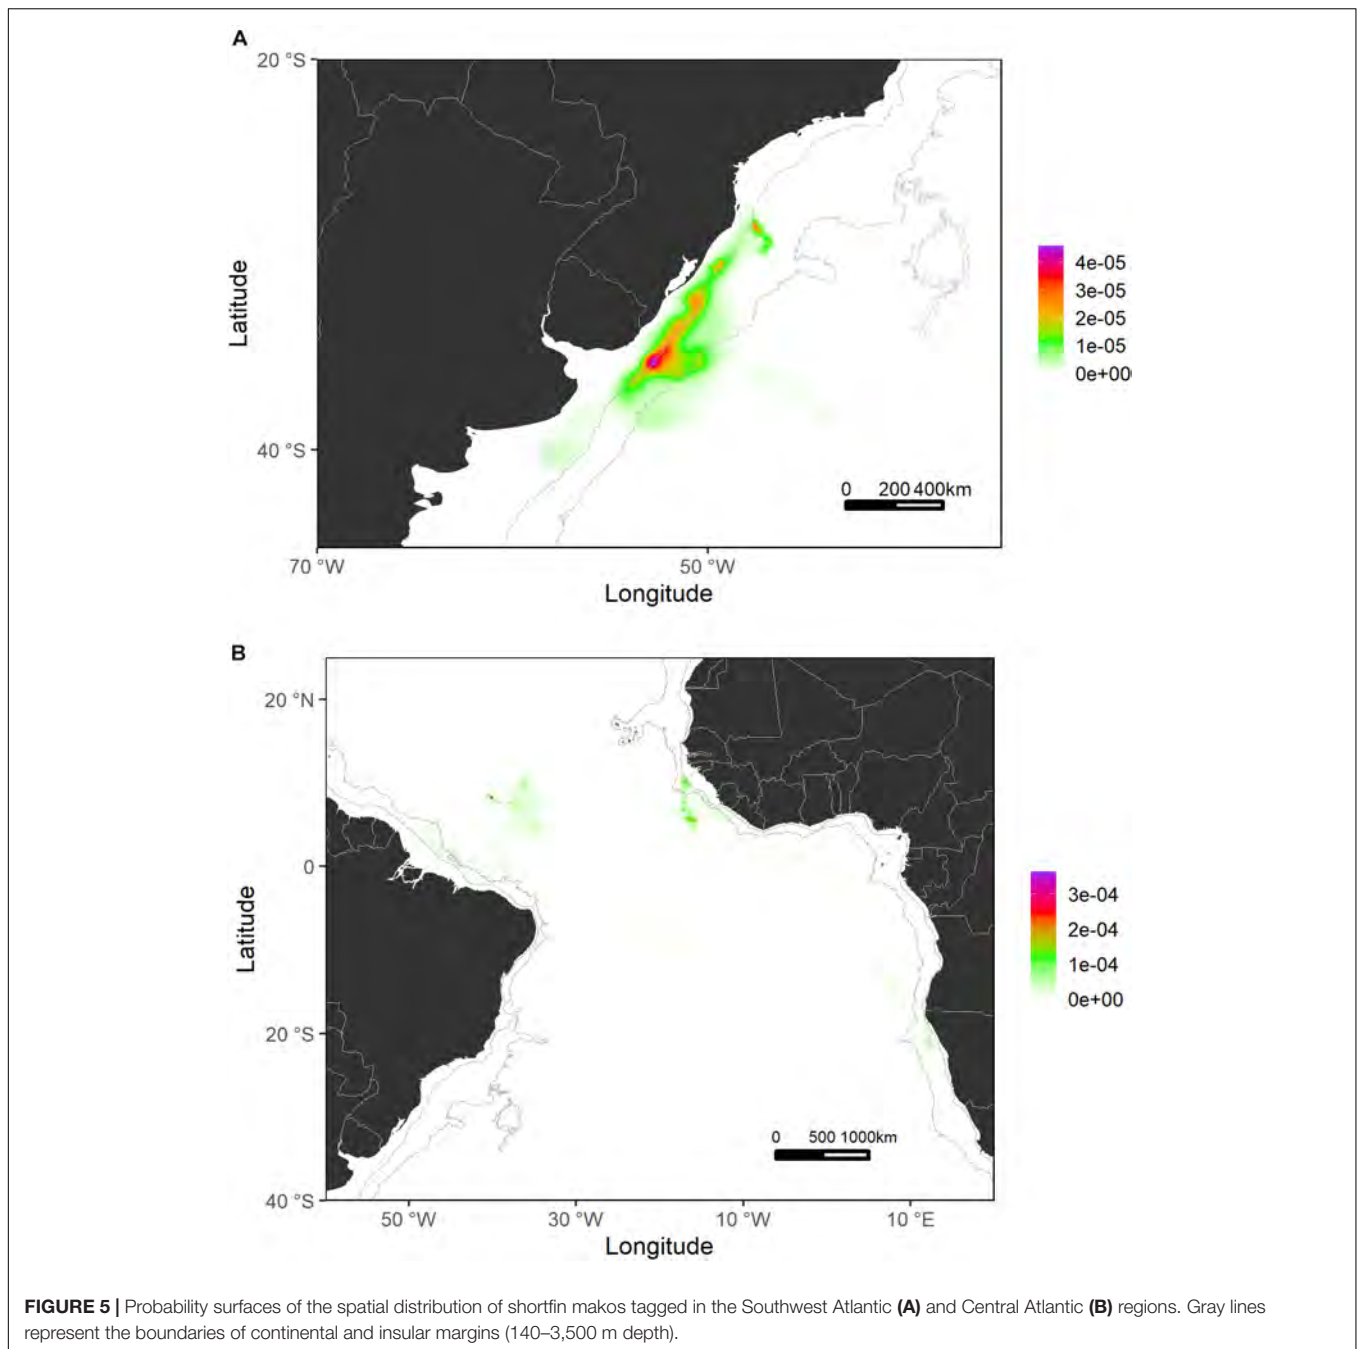 A
20 °S
40 °S
Latitude
70 °W
50 °W
Longitude
0 200 400km
4e-05
3e-05
2e-05
1e-05
0e+00
B
20 °N
0
20 °S
40 °S
Latitude
50 °W
30 °W
10 °W
10 °E
Longitude
0 500 1000km
3e-04
2e-04
1e-04
0e+00
FIGURE 5 | Probability surfaces of the spatial distribution of shortfin makos tagged in the Southwest Atlantic (A) and Central Atlantic (B) regions. Gray lines
represent the boundaries of continental and insular margins (140–3,500 m depth).